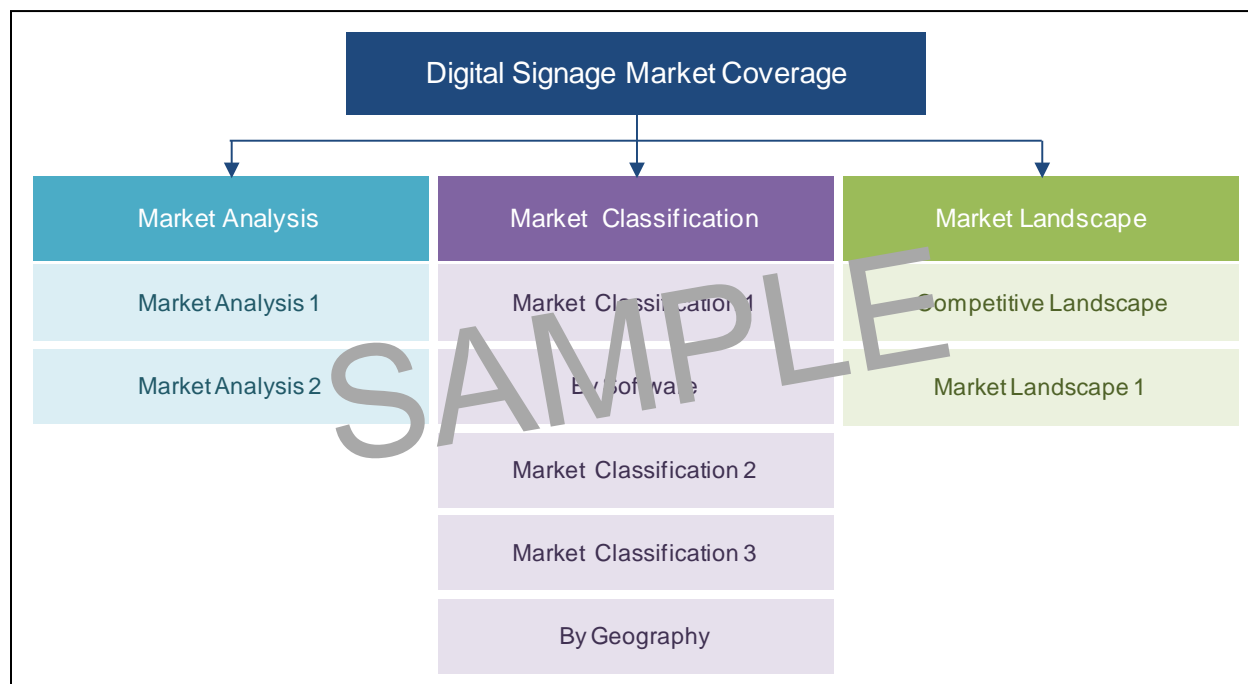 Digital Signage Market Coverage
Market Analysis
Market Classification
Market Landscape
Market Analysis 1
Market Classification 1
Competitive Landscape
Market Analysis 2
By Software
Market Landscape 1
SAMPLE
Market Classification 2
Market Classification 3
By Geography